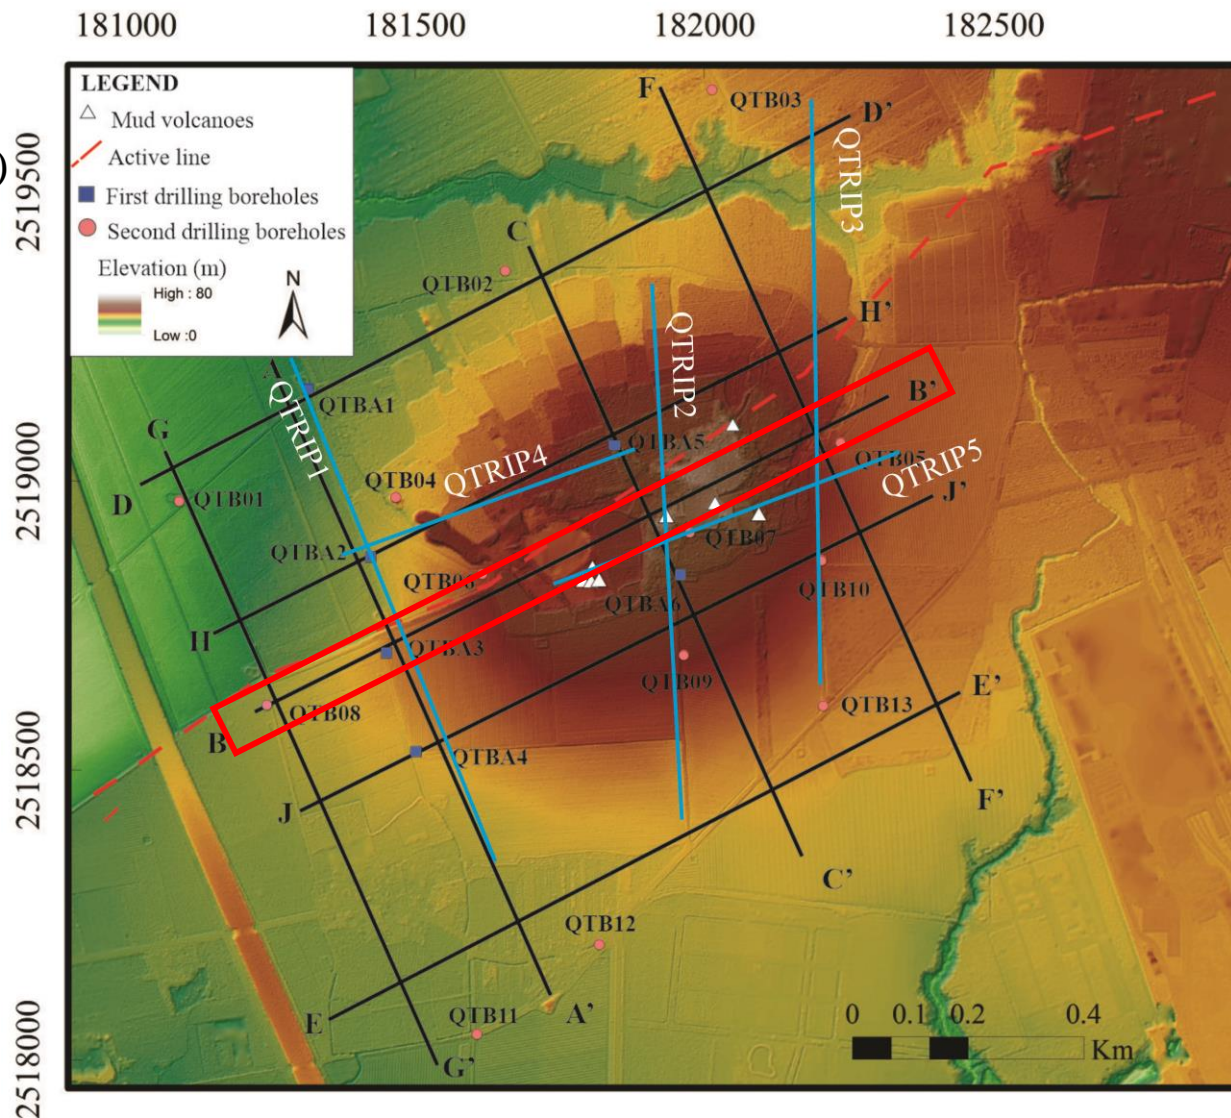 181000 181500 182000 182500
)
2519500
2519000
2518500
2518000
LEGEND
Mud volcanoes
Active line
First drilling boreholes
Second drilling boreholes
Elevation (m)
High : 80
Low :0
N
F
QTB03
D’
QTRIP3
C
QTB02
H’
QTRIP2
B’
A
QTRIP1
QTBA1
G
QTBA5
QTRIP4
QTB05
QTRIP5
D
QTB01
QTB04
J’
QTBA2
QTB07
QTB10
H
QTBA6
QTBA3
QTB09
E’
QTB08
QTB13
B
QTBA4
J
F’
C’
QTB12
E
QTB11
A’
G’
0 0.1 0.2 0.4
Km